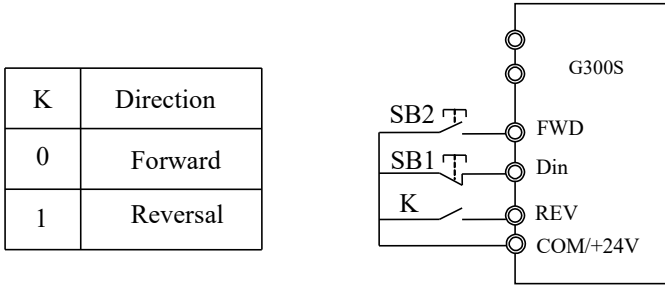 K Direction
0 Forward
1 Reversal
G300S
SB2 FWD
SB1 Din
K REV
COM/+24V